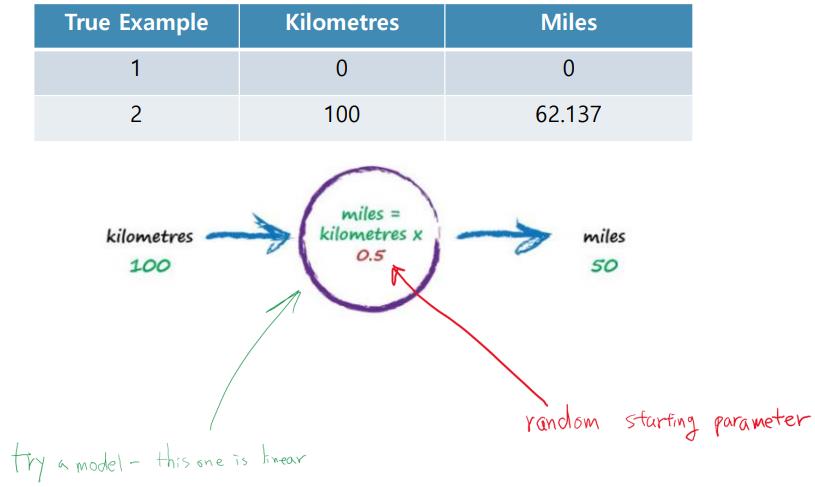 True Example Kilometres Miles
1 0 0
2 100 62.137
miles =
kilometres x
0.5
kilometres
100
miles
50
random starting parameter
try a model - this one is linear